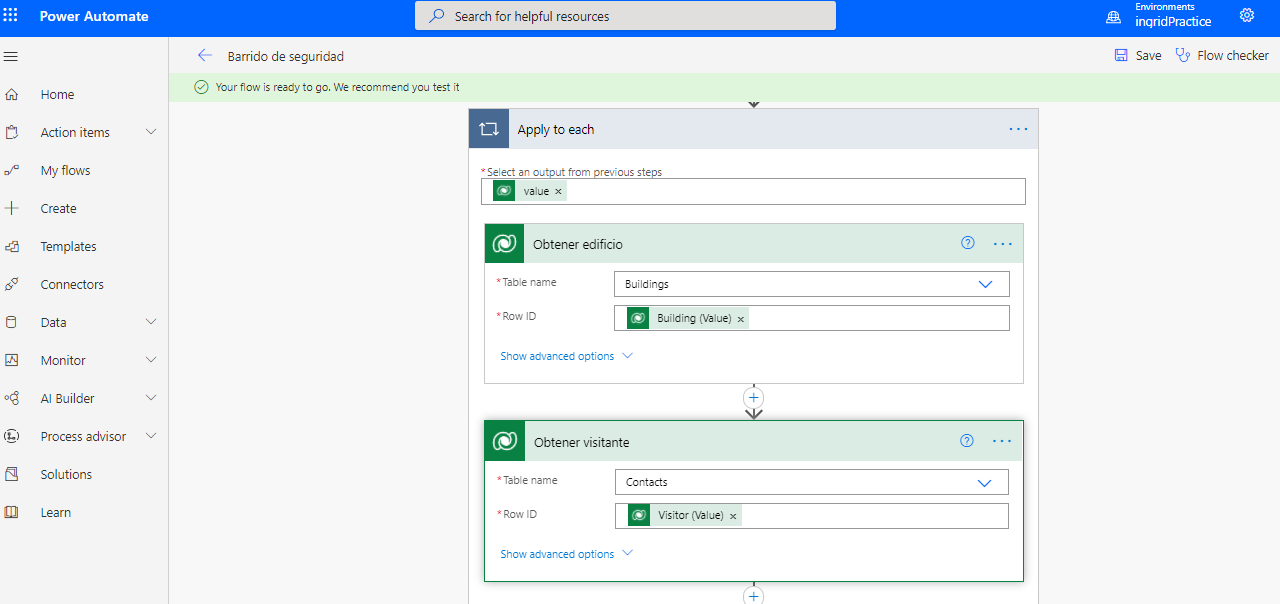 Power Automate
Search for helpful resources
Environments
ingridPractice
Barrido de seguridad
Save
Flow checker
Your flow is ready to go. We recommend you test it
Home
Action items
My flows
Create
Templates
Connectors
Data
Monitor
AI Builder
Process advisor
Solutions
Learn
Apply to each
*Select an output from previous steps
value ×
Obtener edificio
*Table name
Buildings
*Row ID
Building (Value) ×
Show advanced options
Obtener visitante
*Table name
Contacts
*Row ID
Visitor (Value) ×
Show advanced options